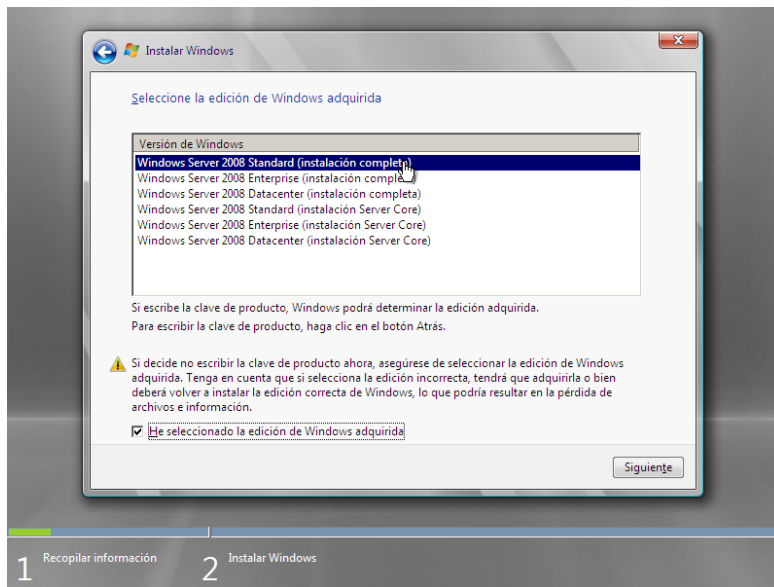 Instalar Windows
Seleccione la edición de Windows adquirida
Versión de Windows
Windows Server 2008 Standard (instalación completa)
Windows Server 2008 Enterprise (instalación completa)
Windows Server 2008 Datacenter (instalación completa)
Windows Server 2008 Standard (instalación Server Core)
Windows Server 2008 Enterprise (instalación Server Core)
Windows Server 2008 Datacenter (instalación Server Core)
Si escribe la clave de producto, Windows podrá determinar la edición adquirida.
Para escribir la clave de producto, haga clic en el botón Atrás.
Si decide no escribir la clave de producto ahora, asegúrese de seleccionar la edición de Windows
adquirida. Tenga en cuenta que si selecciona la edición incorrecta, tendrá que adquirirla o bien
deberá volver a instalar la edición correcta de Windows, lo que podría resultar en la pérdida de
archivos e información.
He seleccionado la edición de Windows adquirida
Siguiente
1 Recopilar información 2 Instalar Windows